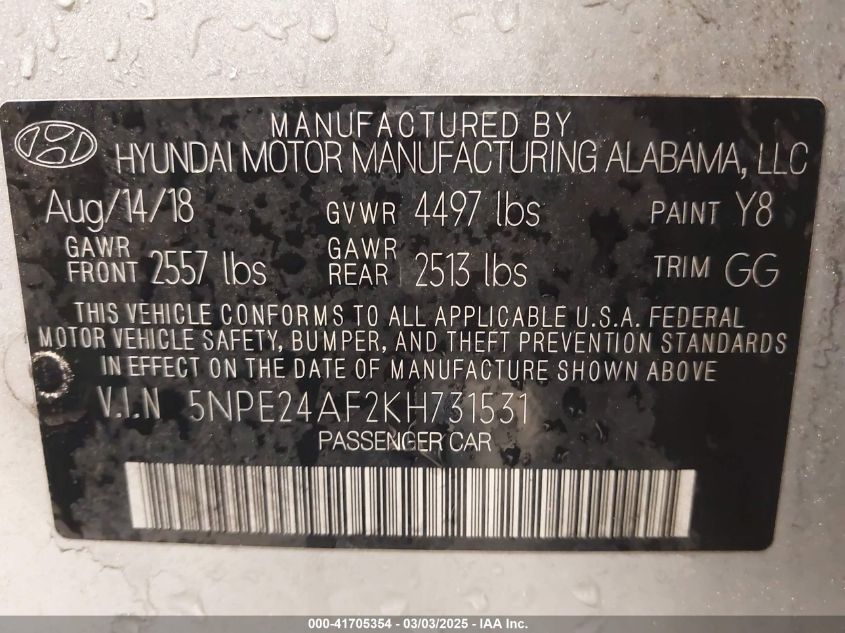 MANUFACTURED BY
HYUNDAI MOTOR MANUFACTURING ALABAMA, LLC
Aug/14/18 GVWR 4497 lbs PAINT Y8
GAWR FRONT 2557 lbs GAWR REAR 2513 lbs TRIM GG
THIS VEHICLE CONFORMS TO ALL APPLICABLE U.S.A. FEDERAL
MOTOR VEHICLE SAFETY, BUMPER, AND THEFT PREVENTION STANDARDS
IN EFFECT ON THE DATE OF MANUFACTURE SHOWN ABOVE
V.I.N 5NPE24AF2KH731531
PASSENGER CAR
000-41705354 - 03/03/2025 - IAA Inc.